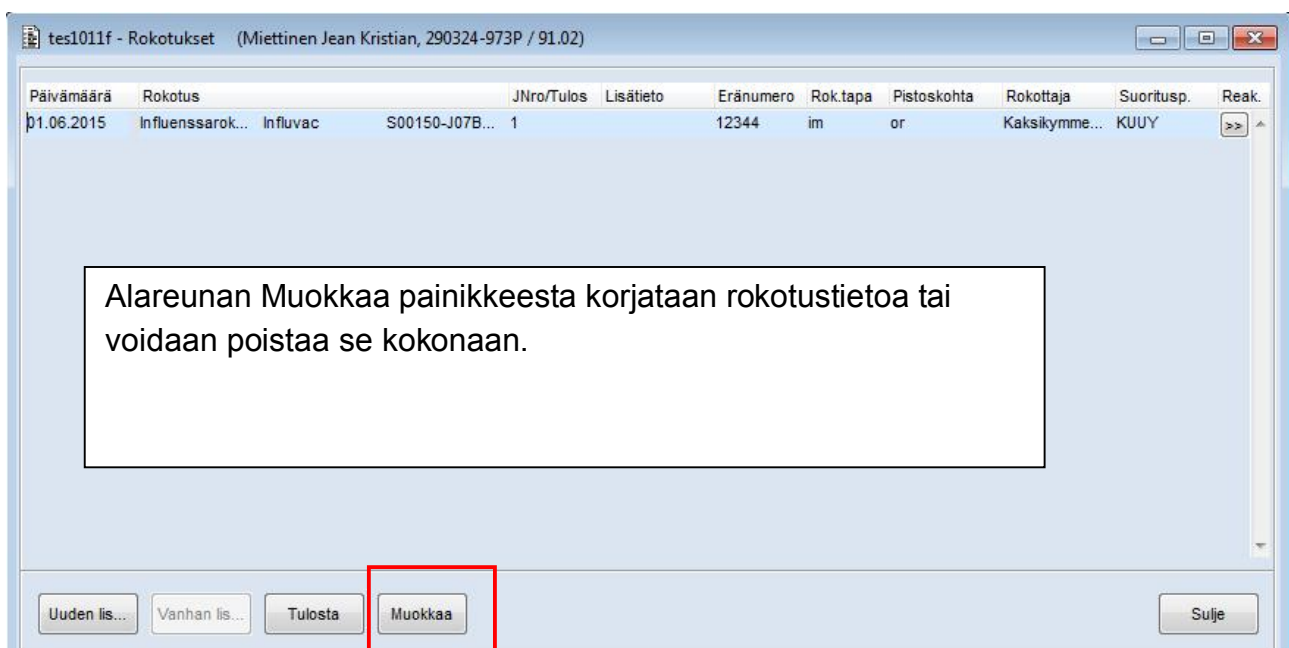 tes1011f - Rokotukset (Miettinen Jean Kristian, 290324-973P / 91.02)
Päivämäärä Rokotus JNro/Tulos Lisätieto Eränumero Rok.tapa Pistoskohta Rokottaja Suoritusp. Reak.
01.06.2015 Influenssarok... Influvac S00150-J07B... 1 12344 im or Kaksikymme... KUUY >>
Alareunan Muokkaa painikkeesta korjataan rokotustietoa tai
voidaan poistaa se kokonaan.
Uuden lis... Vanhan lis... Tulosta Muokkaa Sulje